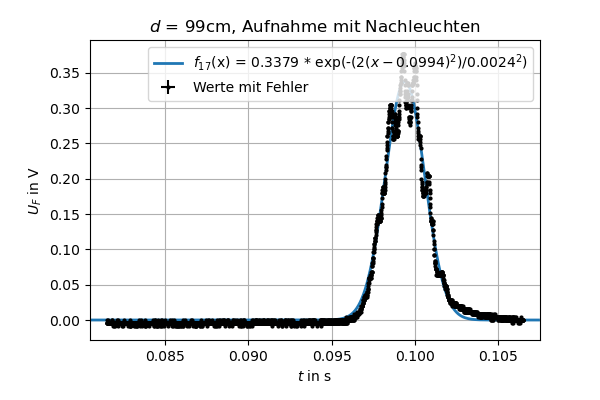 d = 99cm, Aufnahme mit Nachleuchten
f₁₇(x) = 0.3379 * exp(-(2(x − 0.0994)²)/0.0024²)
Werte mit Fehler
0.35
0.30
0.25
0.20
0.15
0.10
0.05
0.00
U_F in V
0.085 0.090 0.095 0.100 0.105
t in s